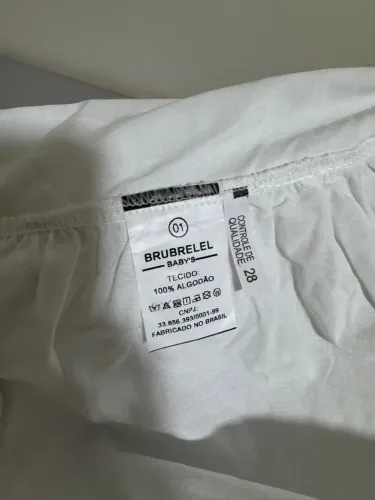 01
BRUBRELEL
BABY'S
TECIDO:
100% ALGODÃO
CNPJ:
33.856.393/0001-99
FABRICADO NO BRASIL
CONTROLE DE
QUALIDADE 28